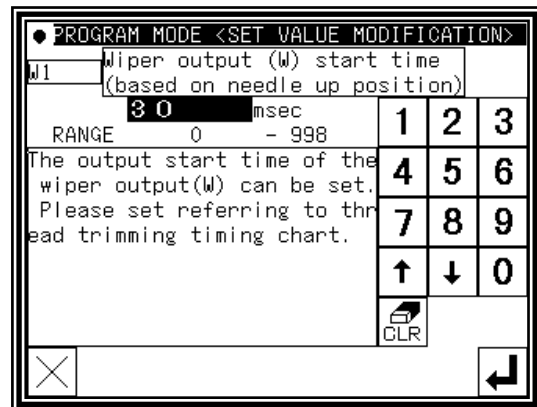 ● PROGRAM MODE <SET VALUE MODIFICATION>
W1
Wiper output (W) start time
(based on needle up position)
30 msec
RANGE 0 - 998
The output start time of the
wiper output(W) can be set.
Please set referring to thr
ead trimming timing chart.
1 2 3
4 5 6
7 8 9
↑ ↓ 0
CLR